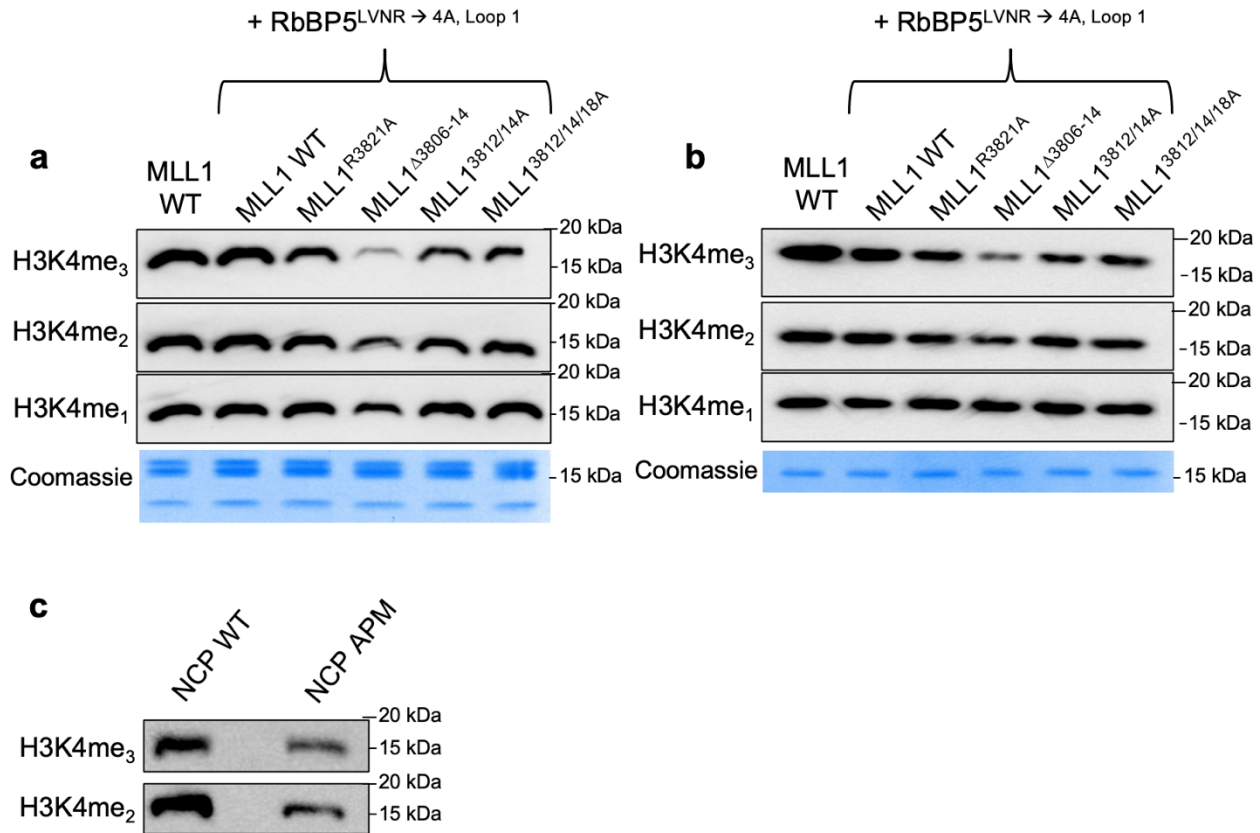 + RbBP5LVNR → 4A, Loop 1
a
MLL1
WT
MLL1 WT
MLL1R3821A
MLL1Δ3806-14
MLL13812/14A
MLL13812/14/18A
H3K4me3
20 kDa
15 kDa
H3K4me2
20 kDa
15 kDa
H3K4me1
20 kDa
15 kDa
Coomassie
15 kDa
+ RbBP5LVNR → 4A, Loop 1
b
MLL1
WT
MLL1 WT
MLL1R3821A
MLL1Δ3806-14
MLL13812/14A
MLL13812/14/18A
H3K4me3
20 kDa
15 kDa
H3K4me2
20 kDa
15 kDa
H3K4me1
20 kDa
15 kDa
Coomassie
15 kDa
c
NCP WT
NCP APM
H3K4me3
20 kDa
15 kDa
H3K4me2
20 kDa
15 kDa